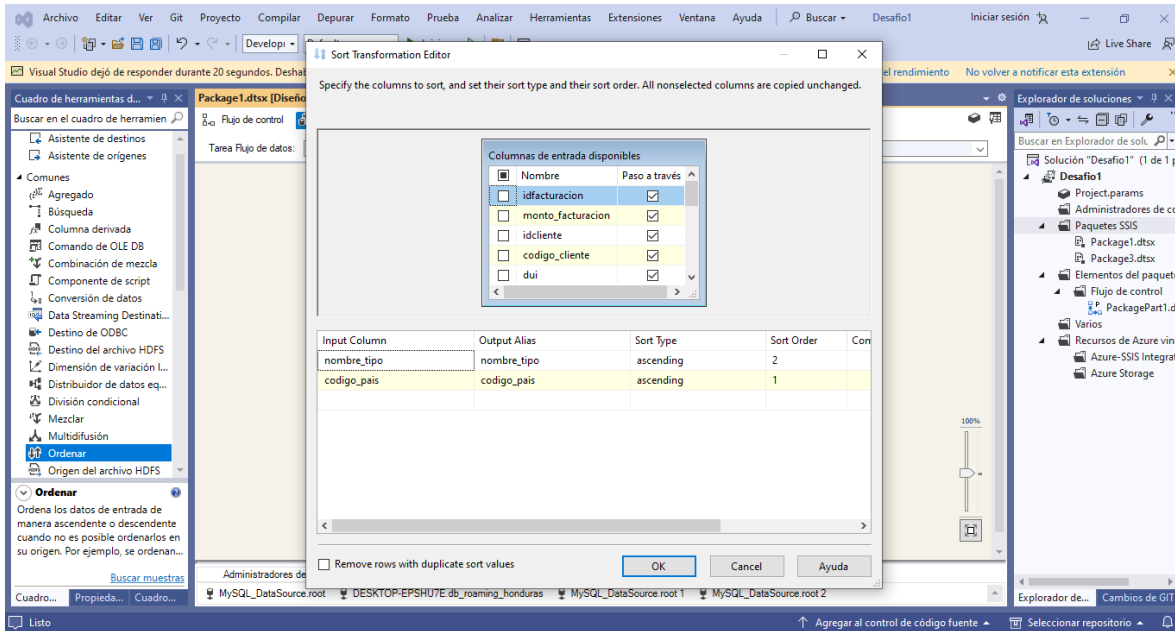 Archivo Editar Ver Git Proyecto Compilar Depurar Formato Prueba Analizar Herramientas Extensiones Ventana Ayuda Buscar Desafio1 Iniciar sesión
Developı
Live Share
Visual Studio dejó de responder durante 20 segundos. Deshal
el rendimiento No volver a notificar esta extensión
Cuadro de herramientas d...
Buscar en el cuadro de herramien
Asistente de destinos
Asistente de orígenes
Comunes
Agregado
Búsqueda
Columna derivada
Comando de OLE DB
Combinación de mezcla
Componente de script
Conversión de datos
Data Streaming Destinati...
Destino de ODBC
Destino del archivo HDFS
Dimensión de variación l...
Distribuidor de datos eq...
División condicional
Mezclar
Multidifusión
Ordenar
Origen del archivo HDFS
Ordenar
Ordena los datos de entrada de
manera ascendente o descendente
cuando no es posible ordenarlos en
su origen. Por ejemplo, se ordenan...
Buscar muestras
Cuadro... Propieda... Cuadro...
Package1.dtsx [Diseño
Flujo de control
Tarea Flujo de datos:
Sort Transformation Editor
Specify the columns to sort, and set their sort type and their sort order. All nonselected columns are copied unchanged.
Columnas de entrada disponibles
Nombre Paso a través
idfacturacion
monto_facturacion
idcliente
codigo_cliente
dui
Input Column Output Alias Sort Type Sort Order Con
nombre_tipo nombre_tipo ascending 2
codigo_pais codigo_pais ascending 1
Remove rows with duplicate sort values
OK Cancel Ayuda
100%
Administradores de
MySQL_DataSource.root DESKTOP-EPSHU7E.db_roaming_honduras MySQL_DataSource.root 1 MySQL_DataSource.root 2
Explorador de soluciones
Buscar en Explorador de solu
Solución "Desafio1" (1 de 1 p
Desafio1
Project.params
Administradores de co
Paquetes SSIS
Package1.dtsx
Package3.dtsx
Elementos del paquet
Flujo de control
PackagePart1.d
Varios
Recursos de Azure vin
Azure-SSIS Integrat
Azure Storage
Explorador de... Cambios de GIT
Listo
Agregar al control de código fuente Seleccionar repositorio